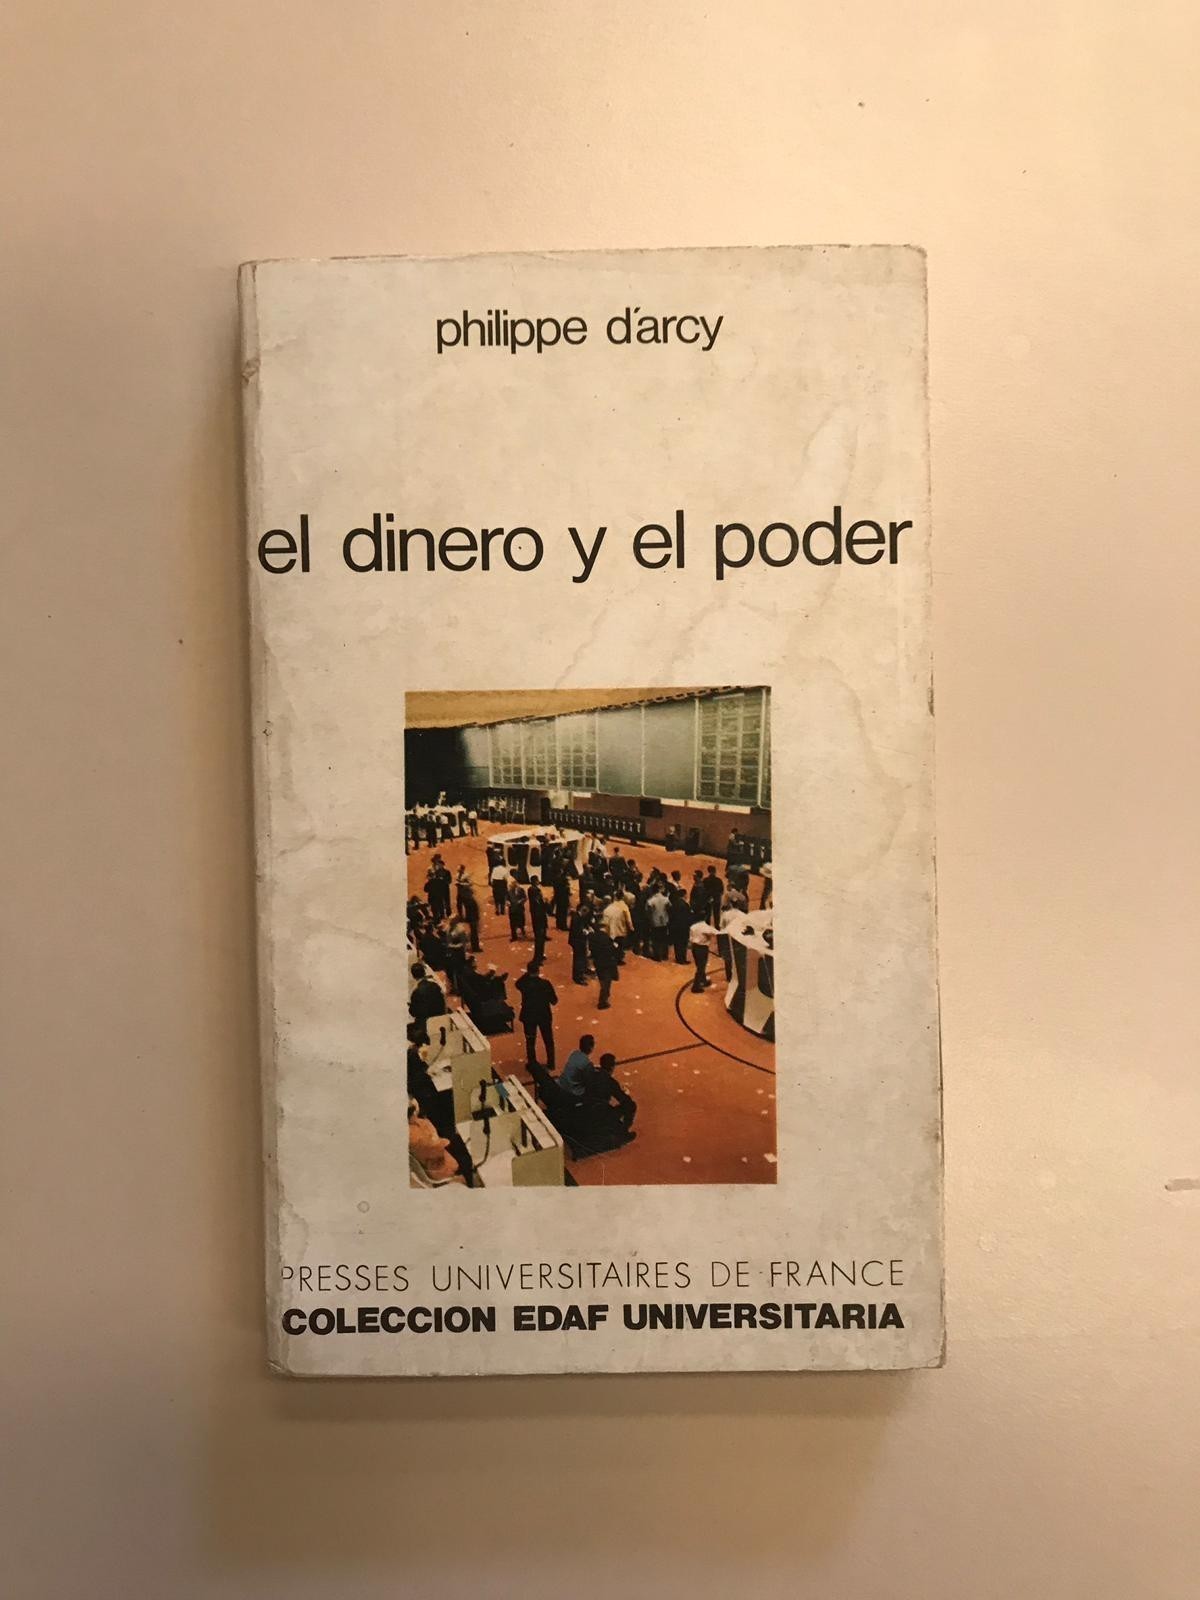 philippe d'arcy
el dinero y el poder
PRESSES UNIVERSITAIRES DE FRANCE
COLECCION EDAF UNIVERSITARIA